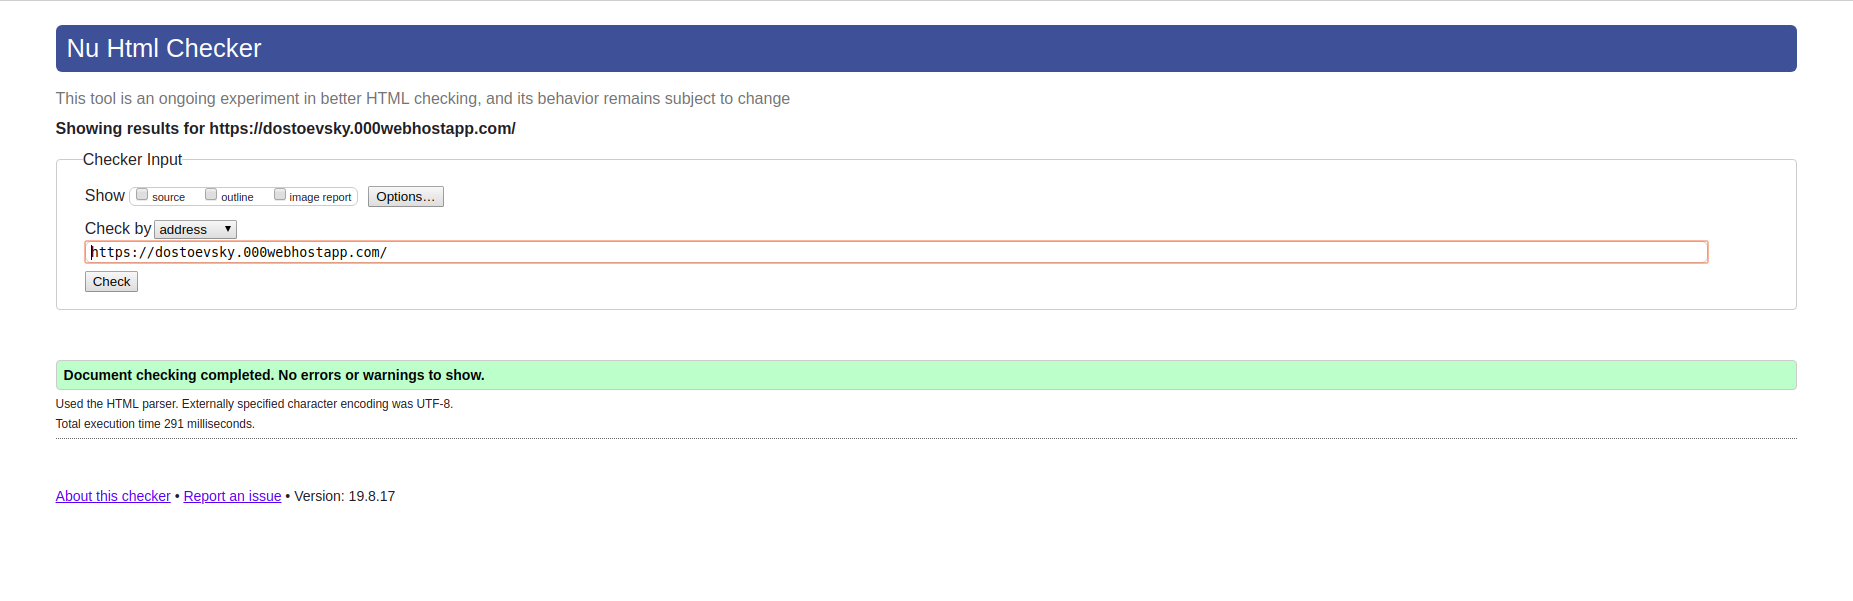 Nu Html Checker
This tool is an ongoing experiment in better HTML checking, and its behavior remains subject to change
Showing results for https://dostoevsky.000webhostapp.com/
Checker Input
Show source outline image report Options…
Check by address
https://dostoevsky.000webhostapp.com/
Check
Document checking completed. No errors or warnings to show.
Used the HTML parser. Externally specified character encoding was UTF-8.
Total execution time 291 milliseconds.
About this checker • Report an issue • Version: 19.8.17